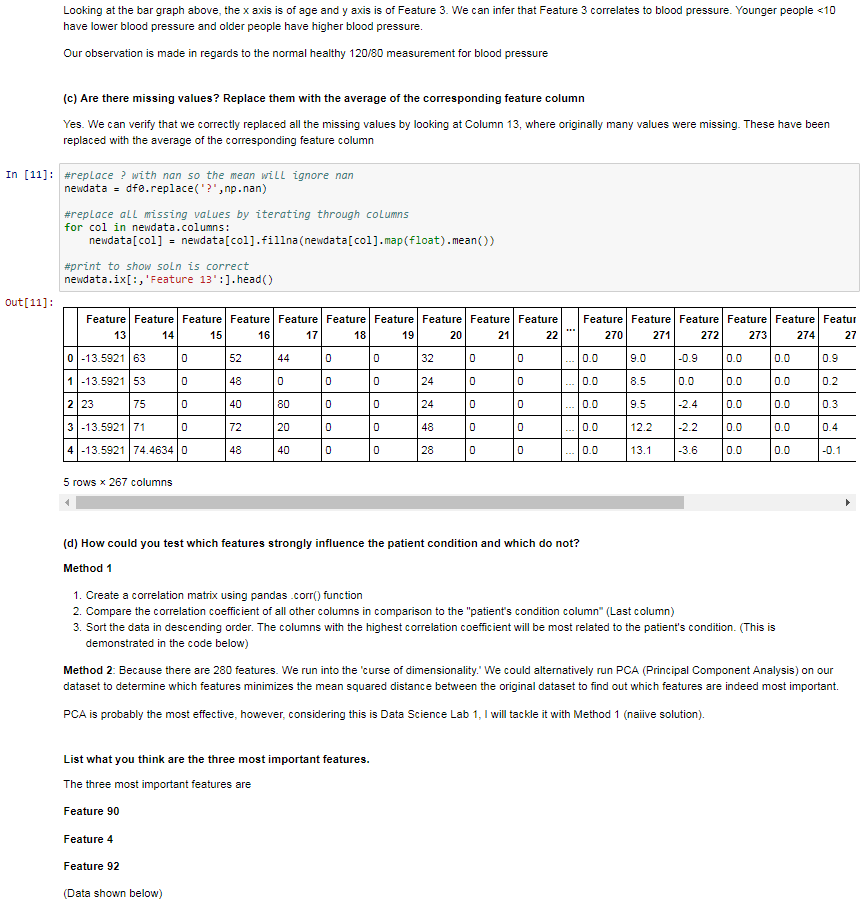 Looking at the bar graph above, the x axis is of age and y axis is of Feature 3. We can infer that Feature 3 correlates to blood pressure. Younger people <10
have lower blood pressure and older people have higher blood pressure.
Our observation is made in regards to the normal healthy 120/80 measurement for blood pressure
(c) Are there missing values? Replace them with the average of the corresponding feature column
Yes. We can verify that we correctly replaced all the missing values by looking at Column 13, where originally many values were missing. These have been
replaced with the average of the corresponding feature column
In [11]: #replace ? with nan so the mean will ignore nan
newdata = df0.replace('?',np.nan)
#replace all missing values by iterating through columns
for col in newdata.columns:
newdata[col] = newdata[col].fillna(newdata[col].map(float).mean())
#print to show soln is correct
newdata.ix[:,'Feature 13':].head()
Out[11]:
Feature Feature Feature Feature Feature Feature Feature Feature Feature Feature ... Feature Feature Feature Feature Feature Featur
13 14 15 16 17 18 19 20 21 22 270 271 272 273 274 27
0 -13.5921 63 0 52 44 0 0 32 0 0 ... 0.0 9.0 -0.9 0.0 0.0 0.9
1 -13.5921 53 0 48 0 0 0 24 0 0 ... 0.0 8.5 0.0 0.0 0.0 0.2
2 23 75 0 40 80 0 0 24 0 0 ... 0.0 9.5 -2.4 0.0 0.0 0.3
3 -13.5921 71 0 72 20 0 0 48 0 0 ... 0.0 12.2 -2.2 0.0 0.0 0.4
4 -13.5921 74.4634 0 48 40 0 0 28 0 0 ... 0.0 13.1 -3.6 0.0 0.0 -0.1
5 rows × 267 columns
(d) How could you test which features strongly influence the patient condition and which do not?
Method 1
1. Create a correlation matrix using pandas .corr() function
2. Compare the correlation coefficient of all other columns in comparison to the "patient's condition column" (Last column)
3. Sort the data in descending order. The columns with the highest correlation coefficient will be most related to the patient's condition. (This is
demonstrated in the code below)
Method 2: Because there are 280 features. We run into the 'curse of dimensionality.' We could alternatively run PCA (Principal Component Analysis) on our
dataset to determine which features minimizes the mean squared distance between the original dataset to find out which features are indeed most important.
PCA is probably the most effective, however, considering this is Data Science Lab 1, I will tackle it with Method 1 (naiive solution).
List what you think are the three most important features.
The three most important features are
Feature 90
Feature 4
Feature 92
(Data shown below)